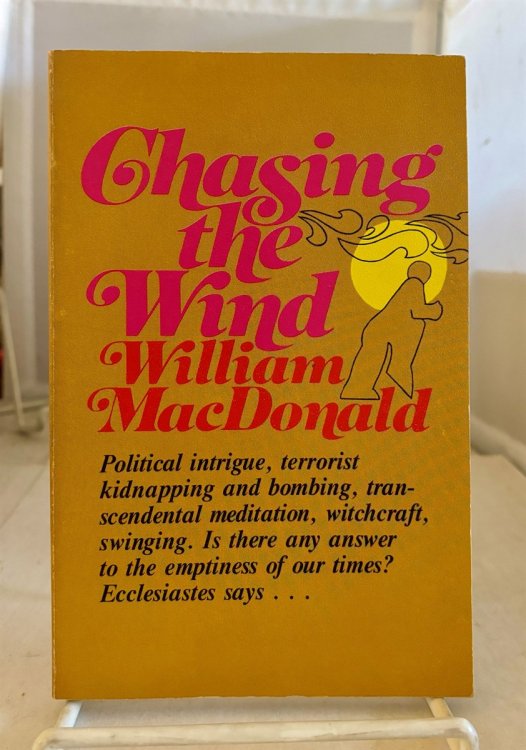 Chasing
the
Wind
William
MacDonald
Political intrigue, terrorist
kidnapping and bombing, tran-
scendental meditation, witchcraft,
swinging. Is there any answer
to the emptiness of our times?
Ecclesiastes says . . .